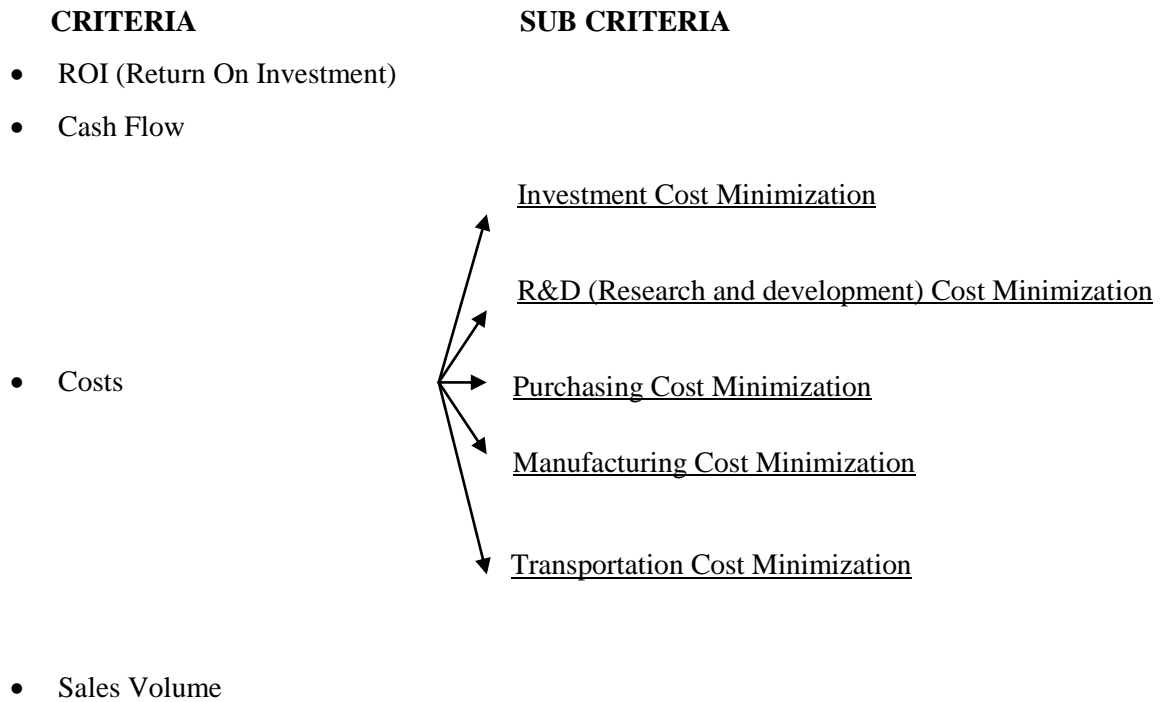 CRITERIA SUB CRITERIA
• ROI (Return On Investment)
• Cash Flow
Investment Cost Minimization
R&D (Research and development) Cost Minimization
• Costs
Purchasing Cost Minimization
Manufacturing Cost Minimization
Transportation Cost Minimization
• Sales Volume